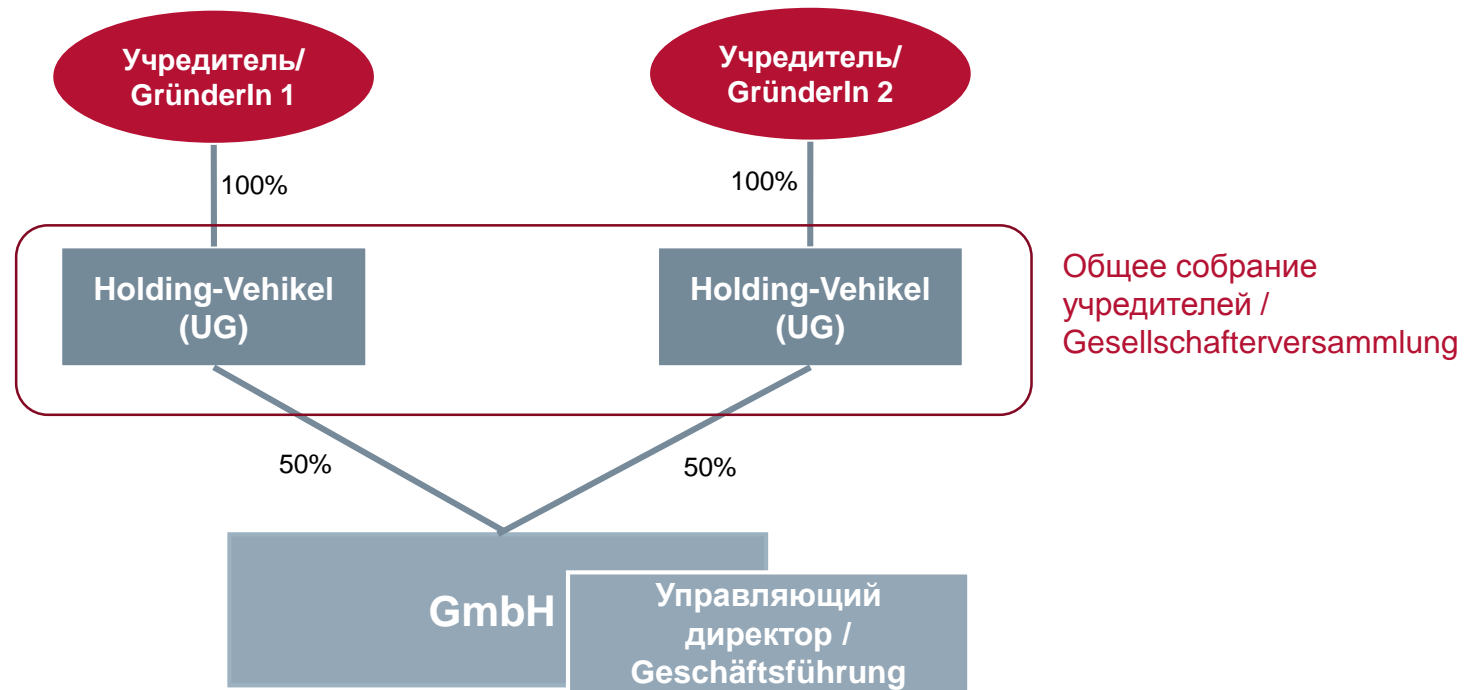 Учредитель/
GründerIn 1
Учредитель/
GründerIn 2
100%
100%
Holding-Vehikel
(UG)
Holding-Vehikel
(UG)
Общее собрание
учредителей /
Gesellschafterversammlung
50%
50%
GmbH
Управляющий
директор /
Geschäftsführung